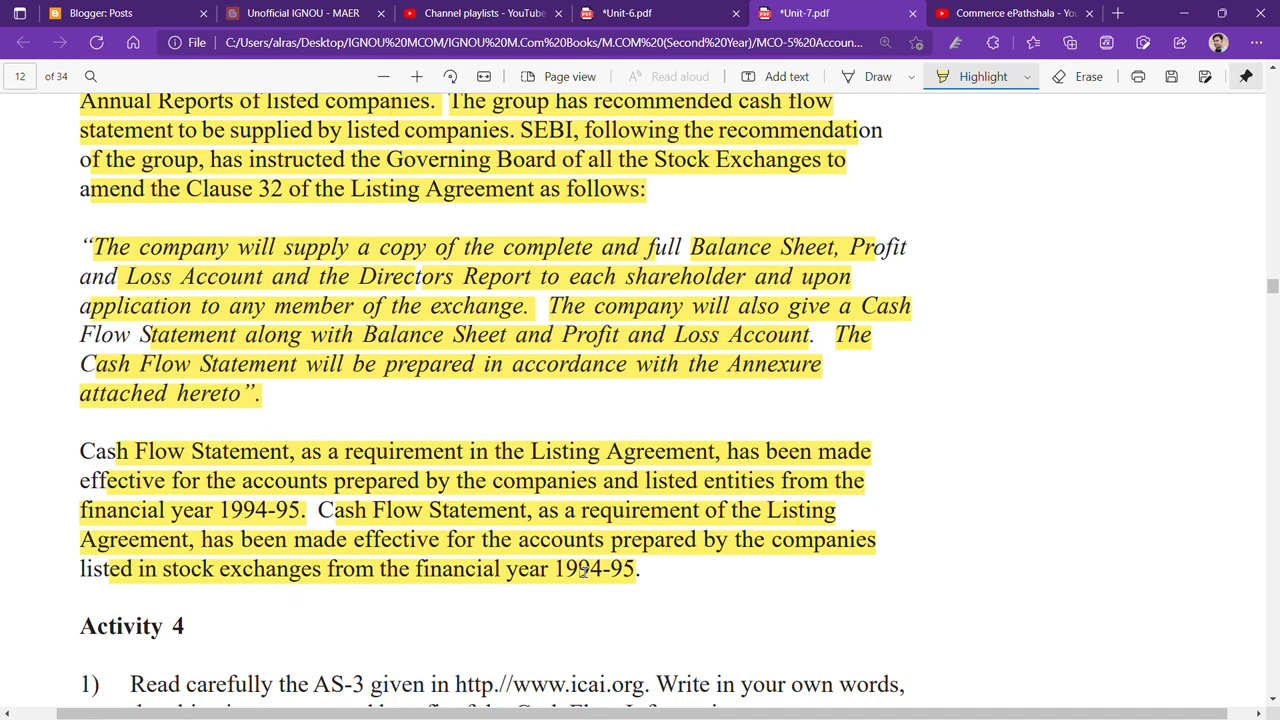 Blogger: Posts
Unofficial IGNOU - MAER
Channel playlists - YouTube
*Unit-6.pdf
*Unit-7.pdf
Commerce ePathshala - Yo
File
C:/Users/alras/Desktop/IGNOU%20MCOM/IGNOU%20M.Com%20Books/M.COM%20(Second%20Year)/MCO-5%20Accoun...
12 of 34
Page view
Read aloud
Add text
Draw
Highlight
Erase
Annual Reports of listed companies. The group has recommended cash flow
statement to be supplied by listed companies. SEBI, following the recommendation
of the group, has instructed the Governing Board of all the Stock Exchanges to
amend the Clause 32 of the Listing Agreement as follows:
“The company will supply a copy of the complete and full Balance Sheet, Profit
and Loss Account and the Directors Report to each shareholder and upon
application to any member of the exchange. The company will also give a Cash
Flow Statement along with Balance Sheet and Profit and Loss Account. The
Cash Flow Statement will be prepared in accordance with the Annexure
attached hereto”.
Cash Flow Statement, as a requirement in the Listing Agreement, has been made
effective for the accounts prepared by the companies and listed entities from the
financial year 1994-95. Cash Flow Statement, as a requirement of the Listing
Agreement, has been made effective for the accounts prepared by the companies
listed in stock exchanges from the financial year 1994-95.
Activity 4
1) Read carefully the AS-3 given in http.//www.icai.org. Write in your own words,